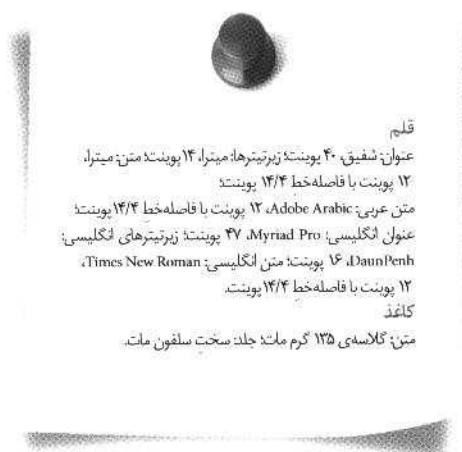 قلم
عنوان: شفیق، ۴۰ پوینت؛ زیرتیترها: میترا، ۱۴ پوینت؛ متن: میترا،
۱۲ پوینت با فاصله‌خط ۱۴/۴ پوینت؛
متن عربی: Adobe Arabic، ۱۲ پوینت با فاصله‌خط ۱۴/۴ پوینت؛
عنوان انگلیسی: Myriad Pro، ۴۷ پوینت؛ زیرتیترهای انگلیسی:
DaunPenh، ۱۶ پوینت؛ متن انگلیسی: Times New Roman،
۱۲ پوینت با فاصله‌خط ۱۴/۴ پوینت.
کاغذ
متن: گلاسه‌ی ۱۳۵ گرم مات؛ جلد: سخت سلفون مات.